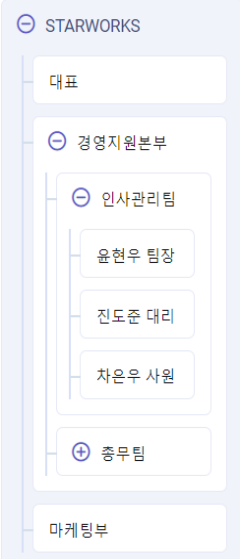 STARWORKS
대표
경영지원본부
인사관리팀
윤현우 팀장
진도준 대리
차은우 사원
총무팀
마케팅부